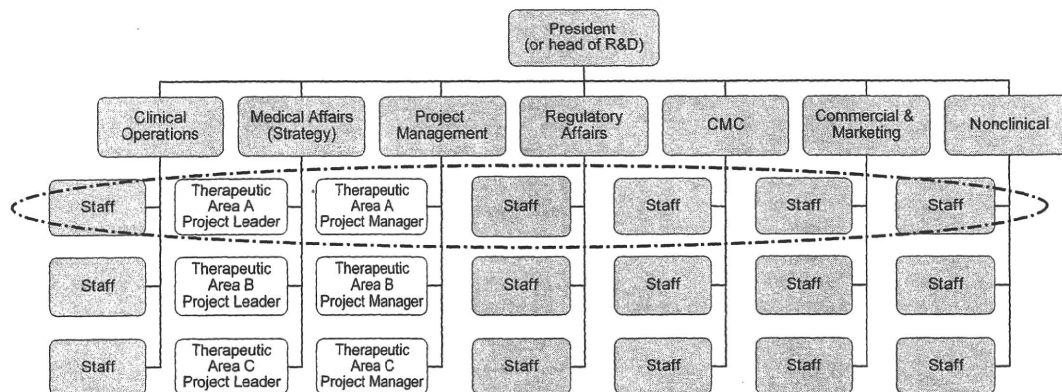 President
(or head of R&D)
Clinical
Operations
Medical Affairs
(Strategy)
Project
Management
Regulatory
Affairs
CMC
Commercial &
Marketing
Nonclinical
Staff
Therapeutic
Area A
Project Leader
Therapeutic
Area A
Project Manager
Staff
Staff
Staff
Staff
Staff
Therapeutic
Area B
Project Leader
Therapeutic
Area B
Project Manager
Staff
Staff
Staff
Staff
Staff
Therapeutic
Area C
Project Leader
Therapeutic
Area C
Project Manager
Staff
Staff
Staff
Staff